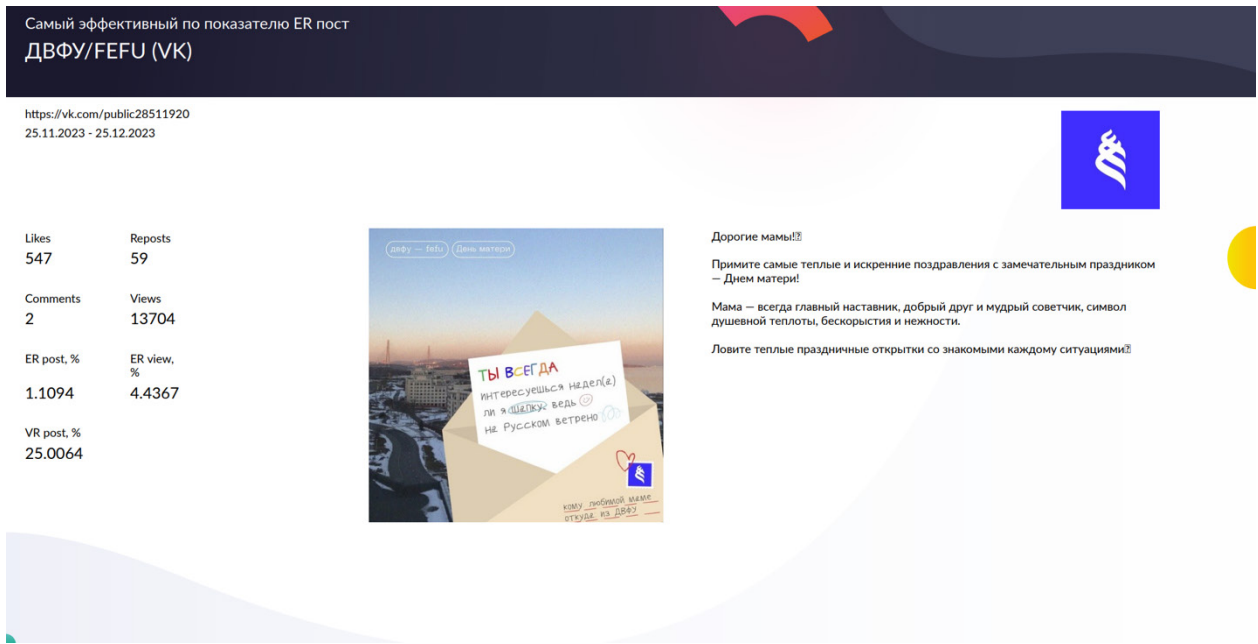 Самый эффективный по показателю ER пост
ДВФУ/FEFU (VK)
https://vk.com/public28511920
25.11.2023 - 25.12.2023
Likes
547
Reposts
59
Comments
2
Views
13704
ER post, %
1.1094
ER view,
%
4.4367
VR post, %
25.0064
двфу — fefu
День матери
ТЫ ВСЕГДА
интересуешься надел(а)
ли я шапку, ведь
на Русском ветрено
кому любимой маме
откуда из ДВФУ
Дорогие мамы!
Примите самые теплые и искренние поздравления с замечательным праздником
— Днем матери!
Мама — всегда главный наставник, добрый друг и мудрый советчик, символ
душевной теплоты, бескорыстия и нежности.
Ловите теплые праздничные открытки со знакомыми каждому ситуациями